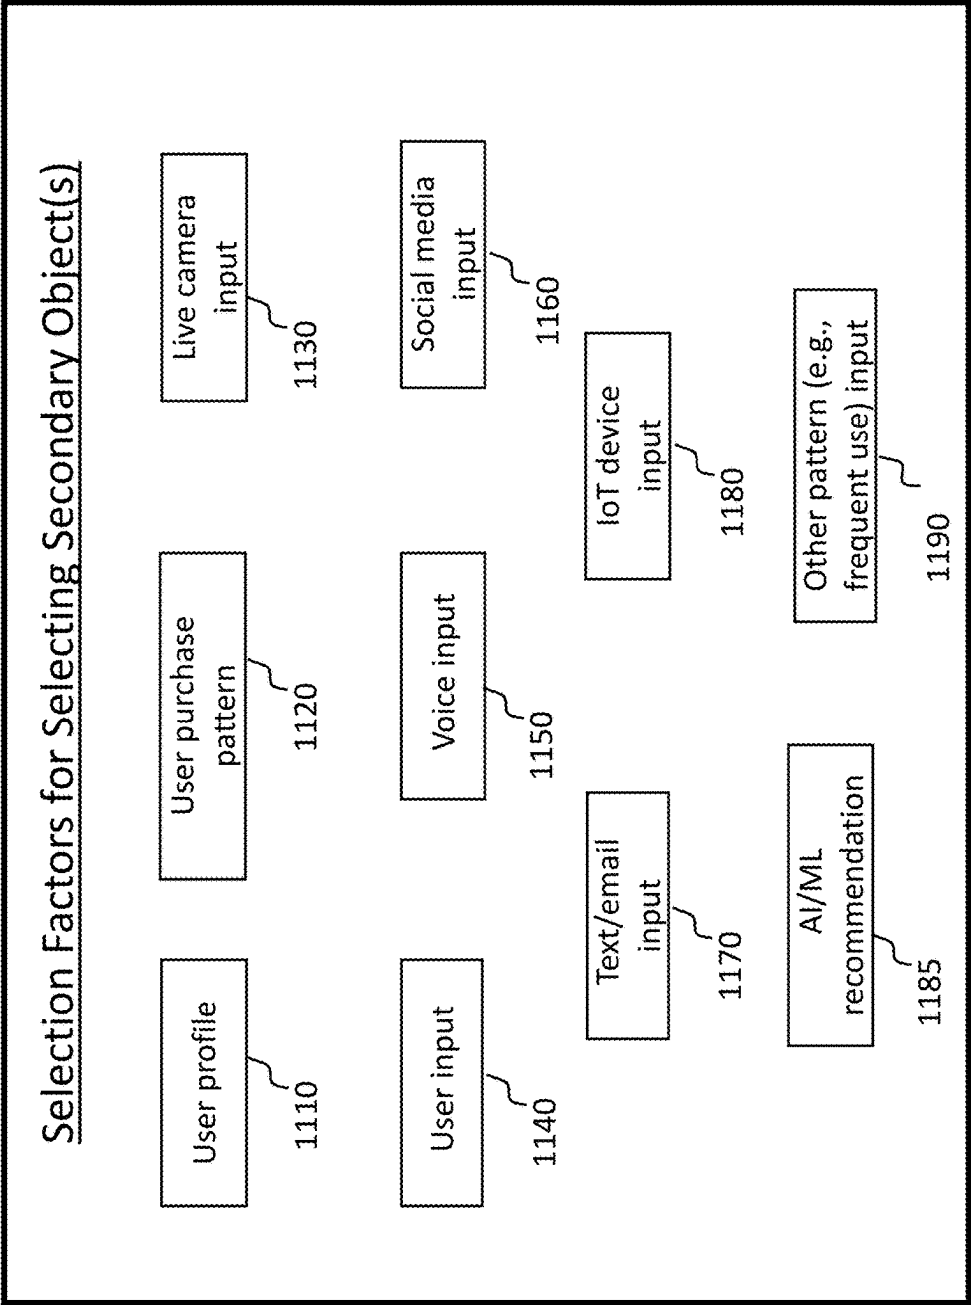 Selection Factors for Selecting Secondary Object(s)
User profile
1110
User purchase
pattern
1120
Live camera
input
1130
User input
1140
Voice input
1150
Social media
input
1160
Text/email
input
1170
IoT device
input
1180
AI/ML
recommendation
1185
Other pattern (e.g.,
frequent use) input
1190